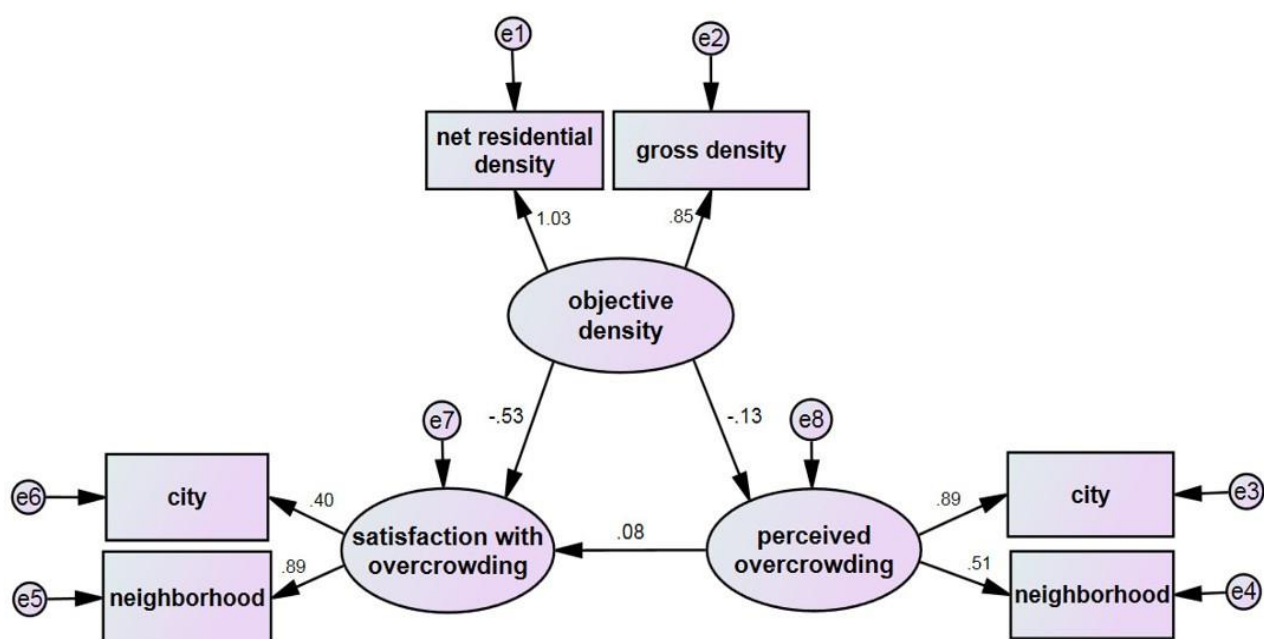 e1
e2
net residential
density
gross density
1.03
.85
objective
density
-.53
-.13
e7
e8
e6
city
.40
satisfaction with
overcrowding
.08
perceived
overcrowding
.89
city
e3
e5
neighborhood
.89
.51
neighborhood
e4